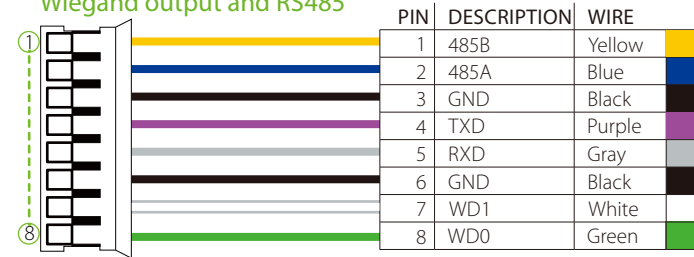 Wiegand output and RS485
PIN DESCRIPTION WIRE
1 1 485B Yellow
2 485A Blue
3 GND Black
4 TXD Purple
5 RXD Gray
6 GND Black
7 WD1 White
8 8 WD0 Green